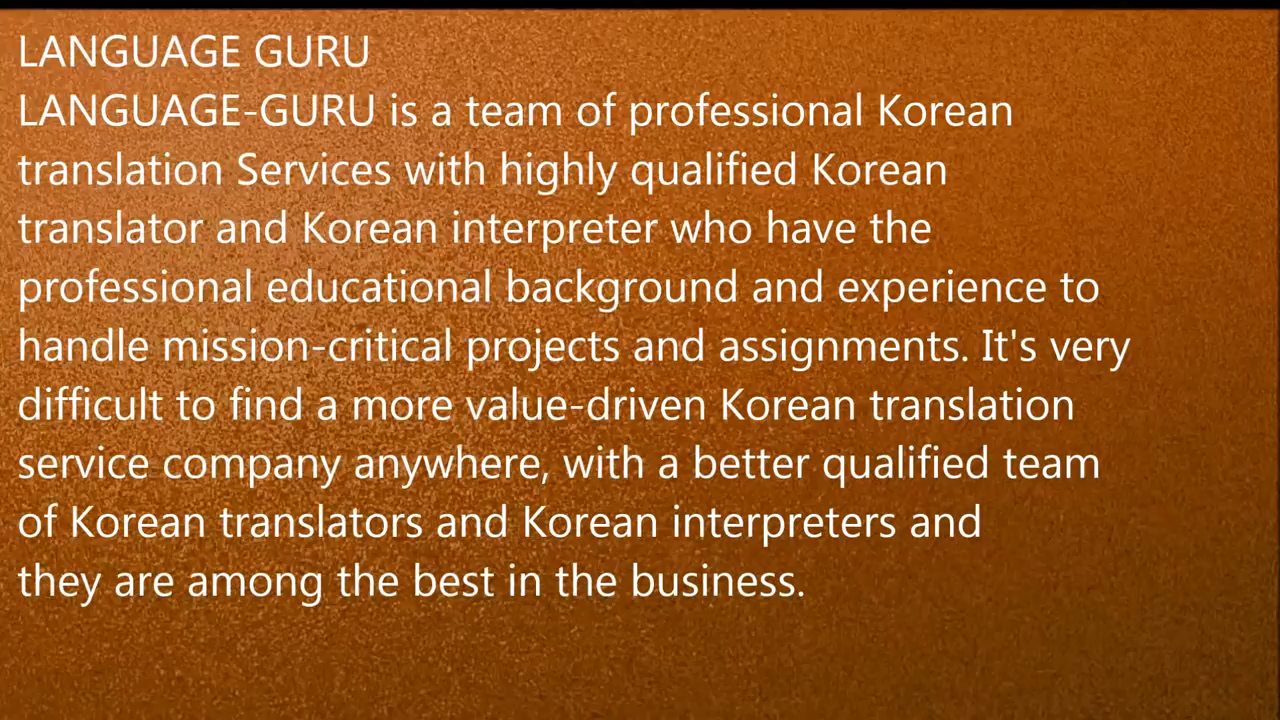 LANGUAGE GURU
LANGUAGE-GURU is a team of professional Korean
translation Services with highly qualified Korean
translator and Korean interpreter who have the
professional educational background and experience to
handle mission-critical projects and assignments. It's very
difficult to find a more value-driven Korean translation
service company anywhere, with a better qualified team
of Korean translators and Korean interpreters and
they are among the best in the business.